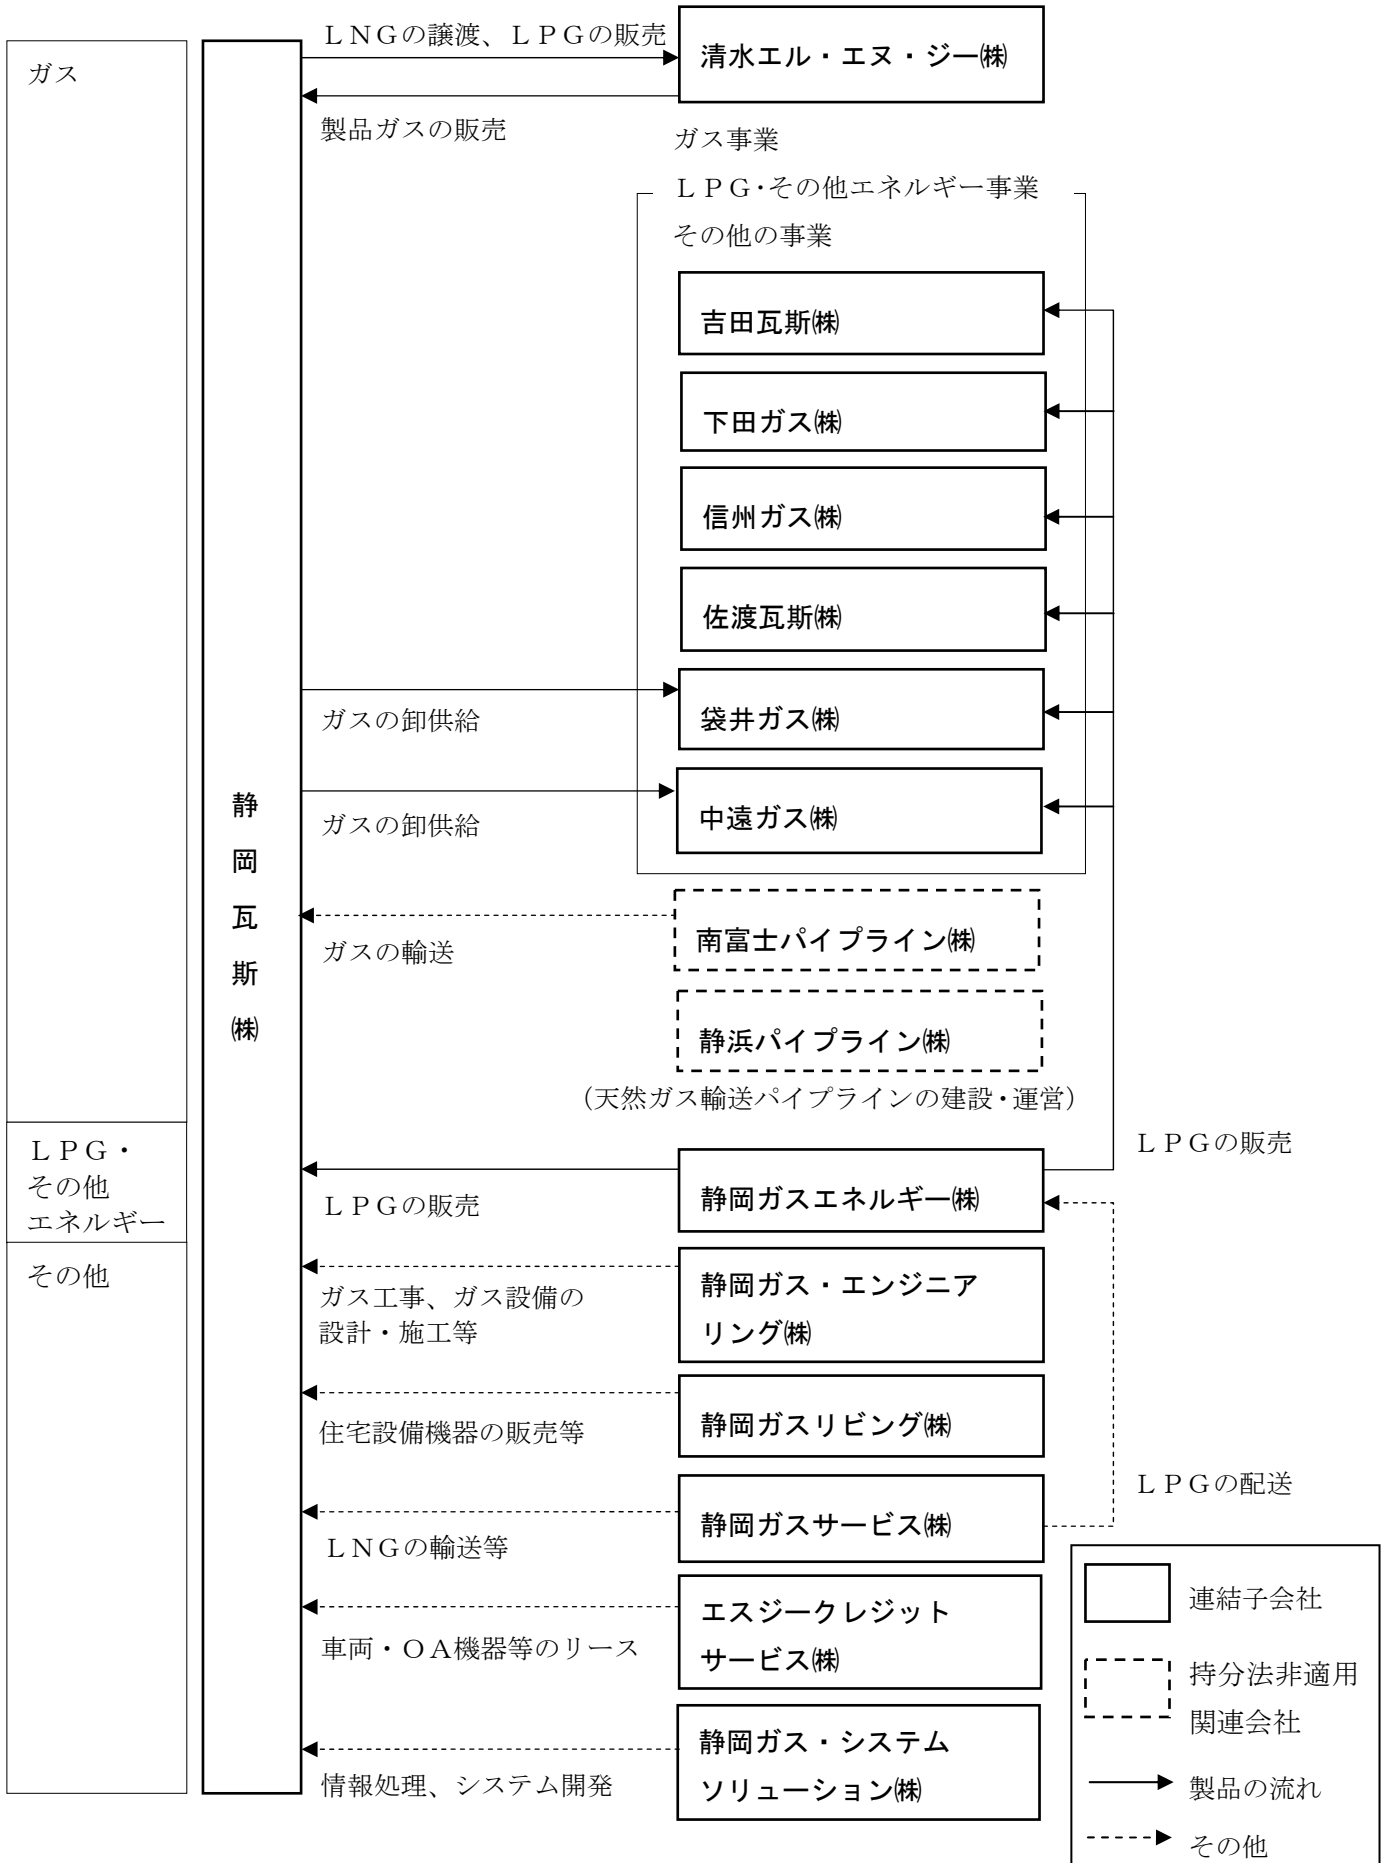 ガス
静
岡
瓦
斯
㈱
ＬＮＧの譲渡、ＬＰＧの販売
清水エル・エヌ・ジー㈱
製品ガスの販売
ガス事業
ＬＰＧ･その他エネルギー事業
その他の事業
吉田瓦斯㈱
下田ガス㈱
信州ガス㈱
佐渡瓦斯㈱
袋井ガス㈱
ガスの卸供給
中遠ガス㈱
ガスの卸供給
南富士パイプライン㈱
ガスの輸送
静浜パイプライン㈱
（天然ガス輸送パイプラインの建設･運営）
ＬＰＧ・
その他
エネルギー
ＬＰＧの販売
静岡ガスエネルギー㈱
ＬＰＧの販売
その他
静岡ガス・エンジニア
リング㈱
ガス工事、ガス設備の
設計・施工等
静岡ガスリビング㈱
住宅設備機器の販売等
ＬＰＧの配送
静岡ガスサービス㈱
ＬＮＧの輸送等
エスジークレジット
サービス㈱
車両・ＯＡ機器等のリース
静岡ガス・システム
ソリューション㈱
情報処理、システム開発
連結子会社
持分法非適用
関連会社
製品の流れ
その他